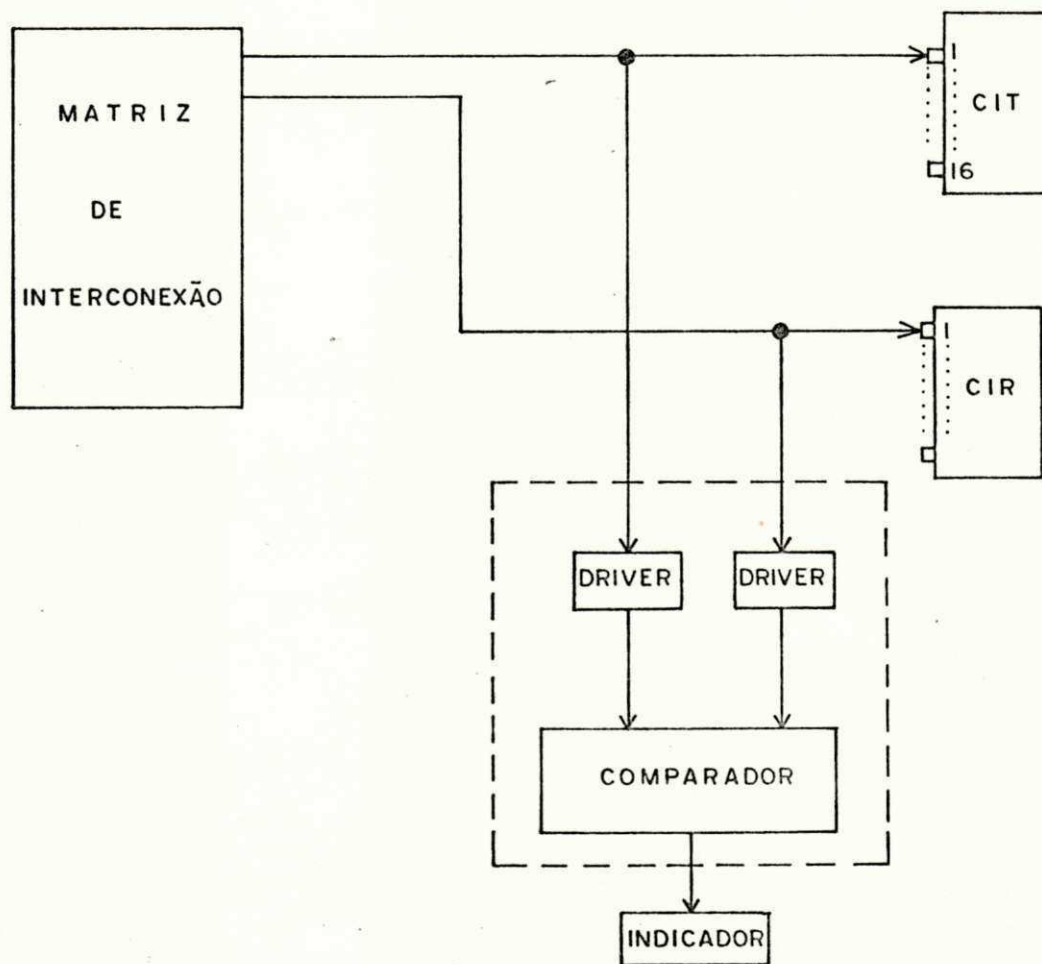 MATRIZ
DE
INTERCONEXÃO
1
CIT
16
1
CIR
DRIVER
DRIVER
COMPARADOR
INDICADOR